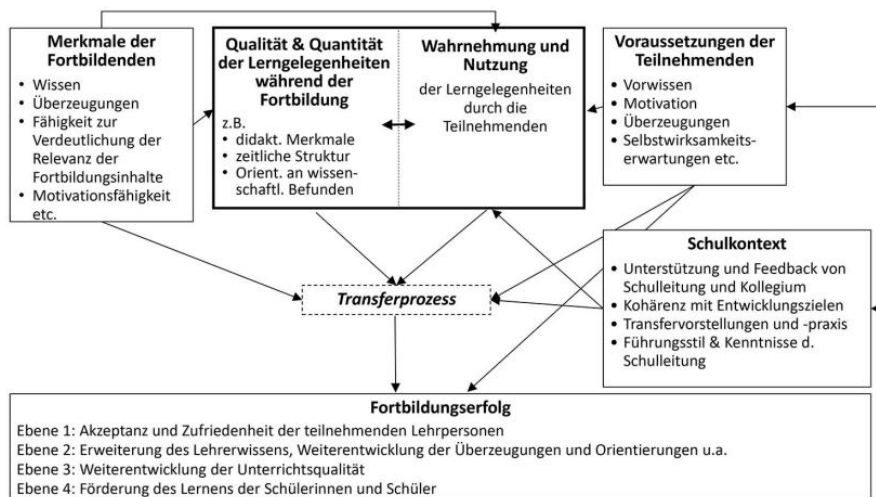 Merkmale der
Fortbildenden
• Wissen
• Überzeugungen
• Fähigkeit zur
Verdeutlichung der
Relevanz der
Fortbildungsinhalte
• Motivationsfähigkeit
etc.
Qualität & Quantität
der Lerngelegenheiten
während der
Fortbildung
z.B.
• didakt. Merkmale
• zeitliche Struktur
• Orient. an wissen-
schaftl. Befunden
Wahrnehmung und
Nutzung
der Lerngelegenheiten
durch die
Teilnehmenden
Voraussetzungen der
Teilnehmenden
• Vorwissen
• Motivation
• Überzeugungen
• Selbstwirksamkeits-
erwartungen etc.
Schulkontext
• Unterstützung und Feedback von
Schulleitung und Kollegium
• Kohärenz mit Entwicklungszielen
• Transfervorstellungen und -praxis
• Führungsstil & Kenntnisse d.
Schulleitung
Transferprozess
Fortbildungserfolg
Ebene 1: Akzeptanz und Zufriedenheit der teilnehmenden Lehrpersonen
Ebene 2: Erweiterung des Lehrerwissens, Weiterentwicklung der Überzeugungen und Orientierungen u.a.
Ebene 3: Weiterentwicklung der Unterrichtsqualität
Ebene 4: Förderung des Lernens der Schülerinnen und Schüler